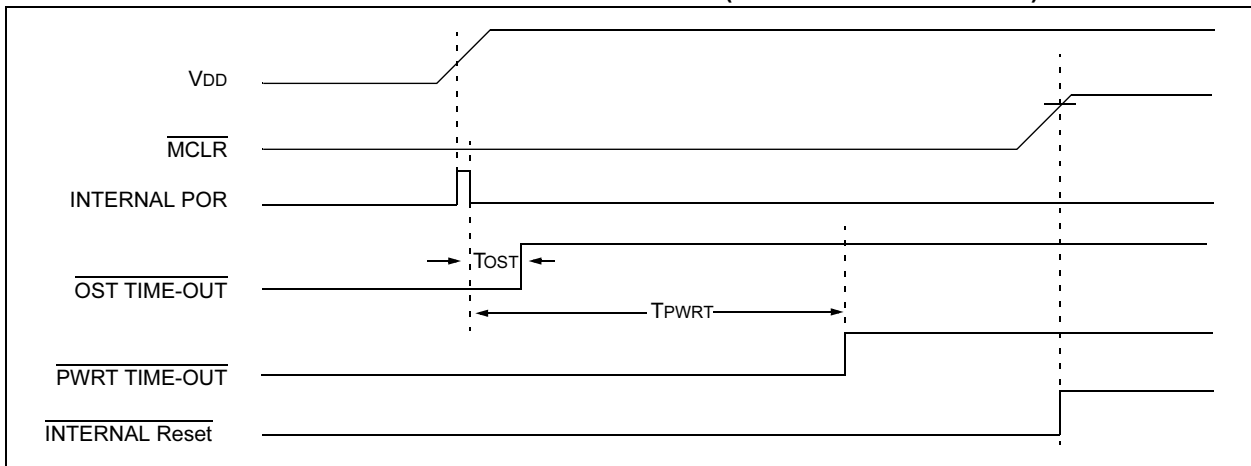 VDD
MCLR
INTERNAL POR
TOST
OST TIME-OUT
TPWRT
PWRT TIME-OUT
INTERNAL Reset